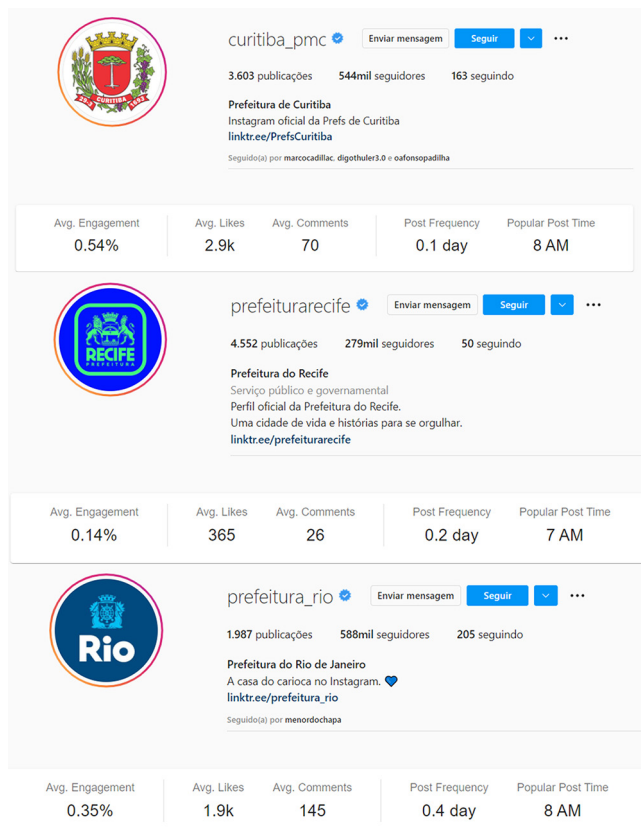 curitiba_pmc Enviar mensagem Seguir
3.603 publicações 544mil seguidores 163 seguindo
Prefeitura de Curitiba
Instagram oficial da Prefs de Curitiba
linktr.ee/PrefsCuritiba
Seguido(a) por marcocadillac, digothuler3.0 e oafonsopadilha
29-3 CURITIBA 1693
Avg. Engagement Avg. Likes Avg. Comments Post Frequency Popular Post Time
0.54% 2.9k 70 0.1 day 8 AM
prefeiturarecife Enviar mensagem Seguir
4.552 publicações 279mil seguidores 50 seguindo
RECIFE
PREFEITURA
Prefeitura do Recife
Serviço público e governamental
Perfil oficial da Prefeitura do Recife.
Uma cidade de vida e histórias para se orgulhar.
linktr.ee/prefeiturarecife
Avg. Engagement Avg. Likes Avg. Comments Post Frequency Popular Post Time
0.14% 365 26 0.2 day 7 AM
prefeitura_rio Enviar mensagem Seguir
1.987 publicações 588mil seguidores 205 seguindo
Rio
Prefeitura do Rio de Janeiro
A casa do carioca no Instagram. 💙
linktr.ee/prefeitura_rio
Seguido(a) por menordochapa
Avg. Engagement Avg. Likes Avg. Comments Post Frequency Popular Post Time
0.35% 1.9k 145 0.4 day 8 AM